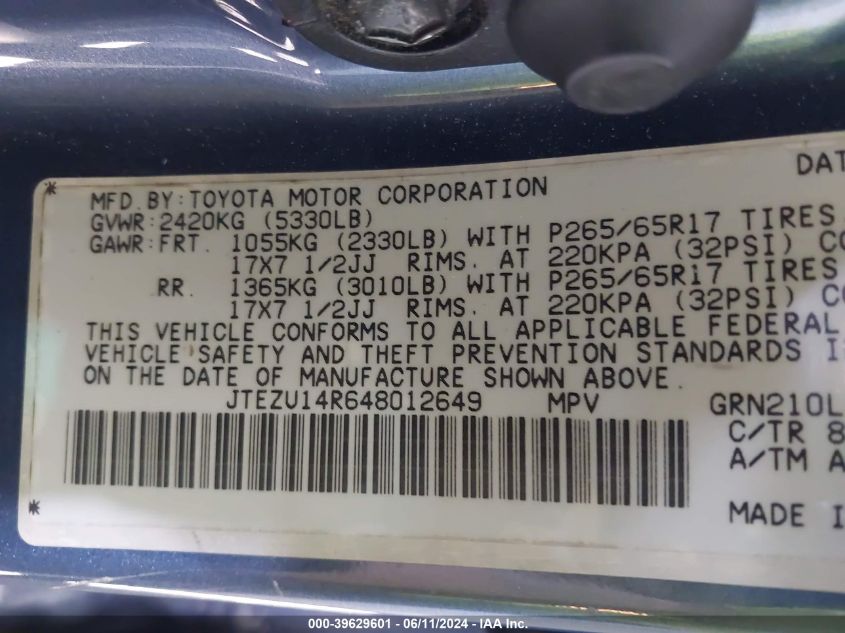 DAT
MFD.BY:TOYOTA MOTOR CORPORATION
GVWR:2420KG (5330LB)
GAWR:FRT. 1055KG (2330LB) WITH P265/65R17 TIRES
17X7 1/2JJ RIMS. AT 220KPA (32PSI) CO
RR. 1365KG (3010LB) WITH P265/65R17 TIRES
17X7 1/2JJ RIMS. AT 220KPA (32PSI) CO
THIS VEHICLE CONFORMS TO ALL APPLICABLE FEDERAL
VEHICLE SAFETY AND THEFT PREVENTION STANDARDS I
ON THE DATE OF MANUFACTURE SHOWN ABOVE.
JTEZU14R648012649 MPV GRN210L
C/TR 8
A/TM A
MADE I
000-39629601 / 06/11/2024 - IAA Inc.